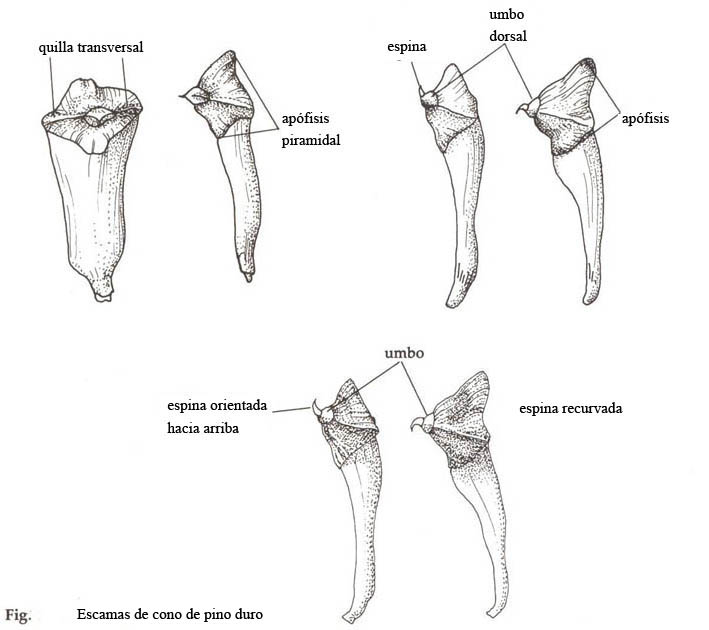 quilla transversal
apófisis
piramidal
espina
umbo
dorsal
apófisis
umbo
espina orientada
hacia arriba
espina recurvada
Fig. Escamas de cono de pino duro